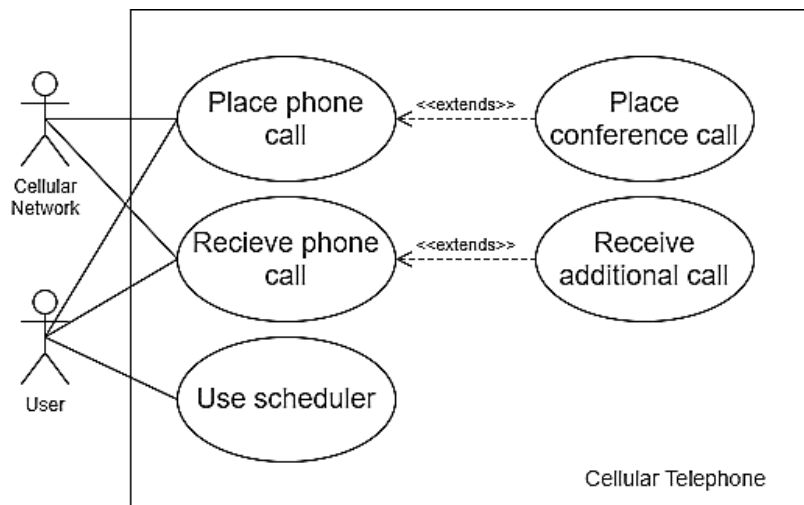 Place phone
call
<<extends>>
Place
conference call
Cellular
Network
Recieve phone
call
<<extends>>
Receive
additional call
User
Use scheduler
Cellular Telephone